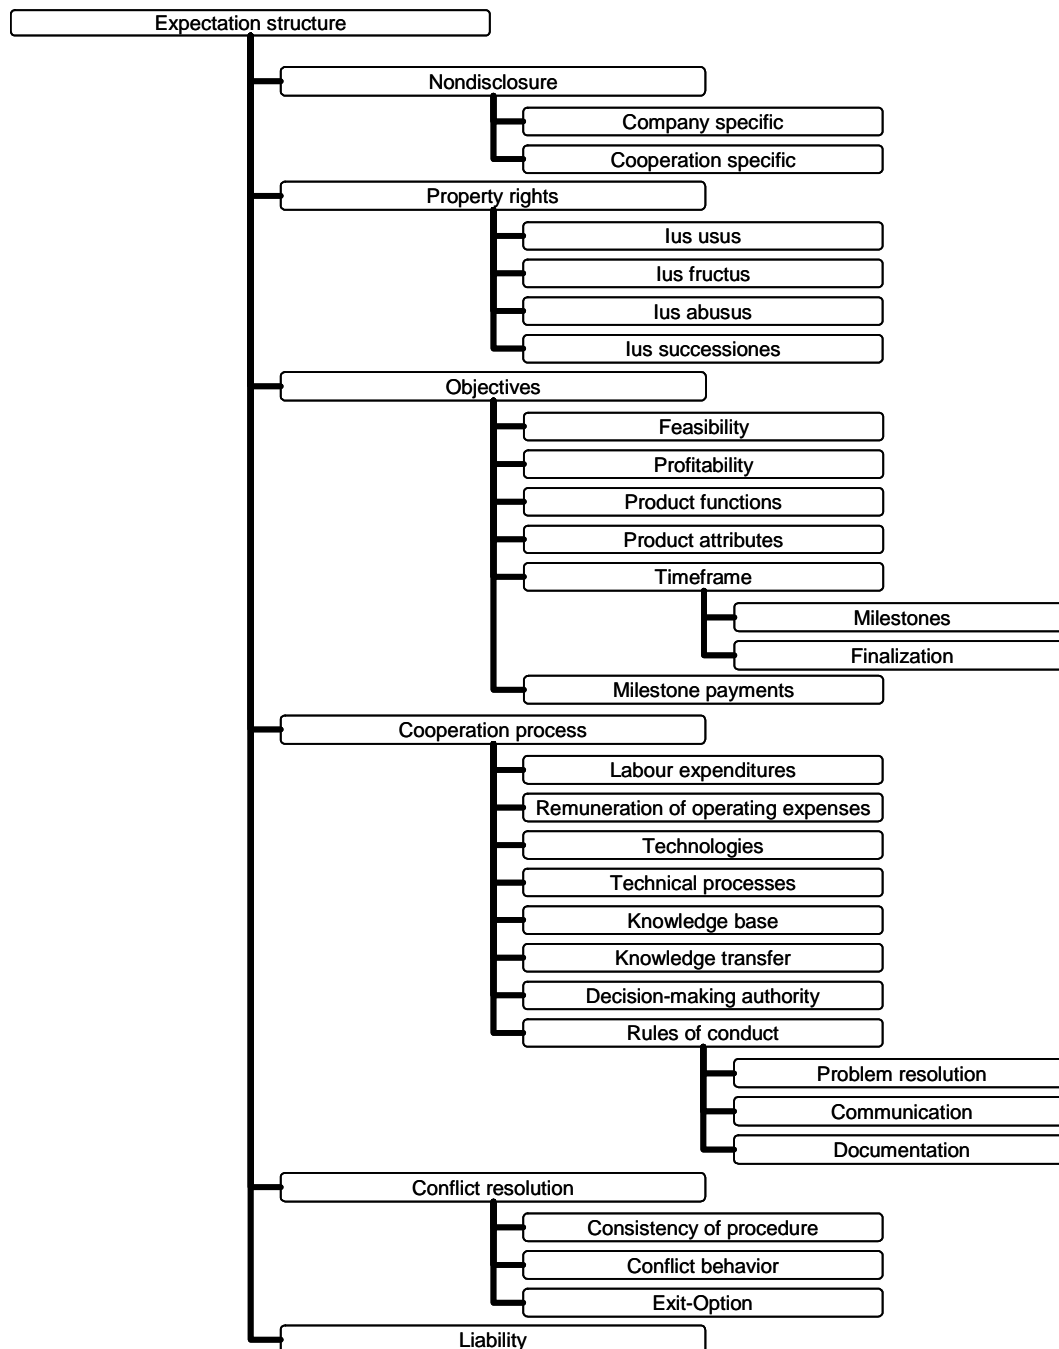 Expectation structure
Nondisclosure
Company specific
Cooperation specific
Property rights
Ius usus
Ius fructus
Ius abusus
Ius successiones
Objectives
Feasibility
Profitability
Product functions
Product attributes
Timeframe
Milestones
Finalization
Milestone payments
Cooperation process
Labour expenditures
Remuneration of operating expenses
Technologies
Technical processes
Knowledge base
Knowledge transfer
Decision-making authority
Rules of conduct
Problem resolution
Communication
Documentation
Conflict resolution
Consistency of procedure
Conflict behavior
Exit-Option
Liability